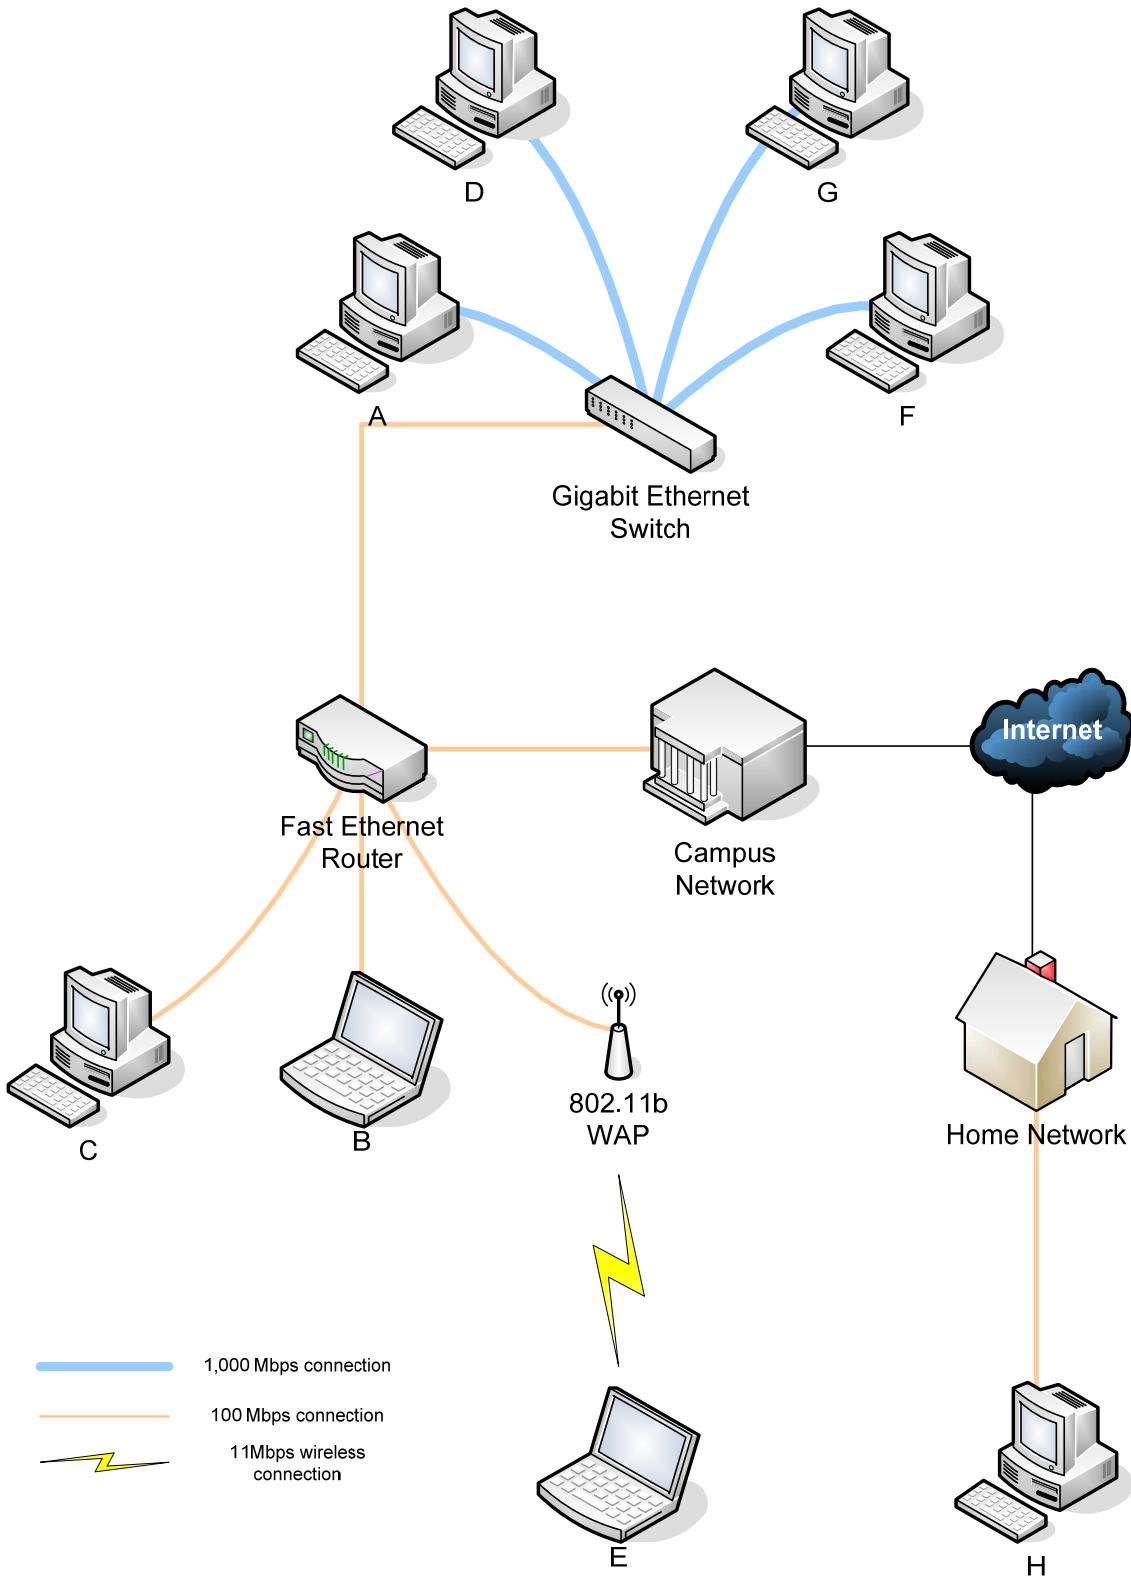 D
G
A
F
Gigabit Ethernet
Switch
Internet
Fast Ethernet
Router
Campus
Network
C
B
802.11b
WAP
Home Network
1,000 Mbps connection
100 Mbps connection
11Mbps wireless
connection
E
H